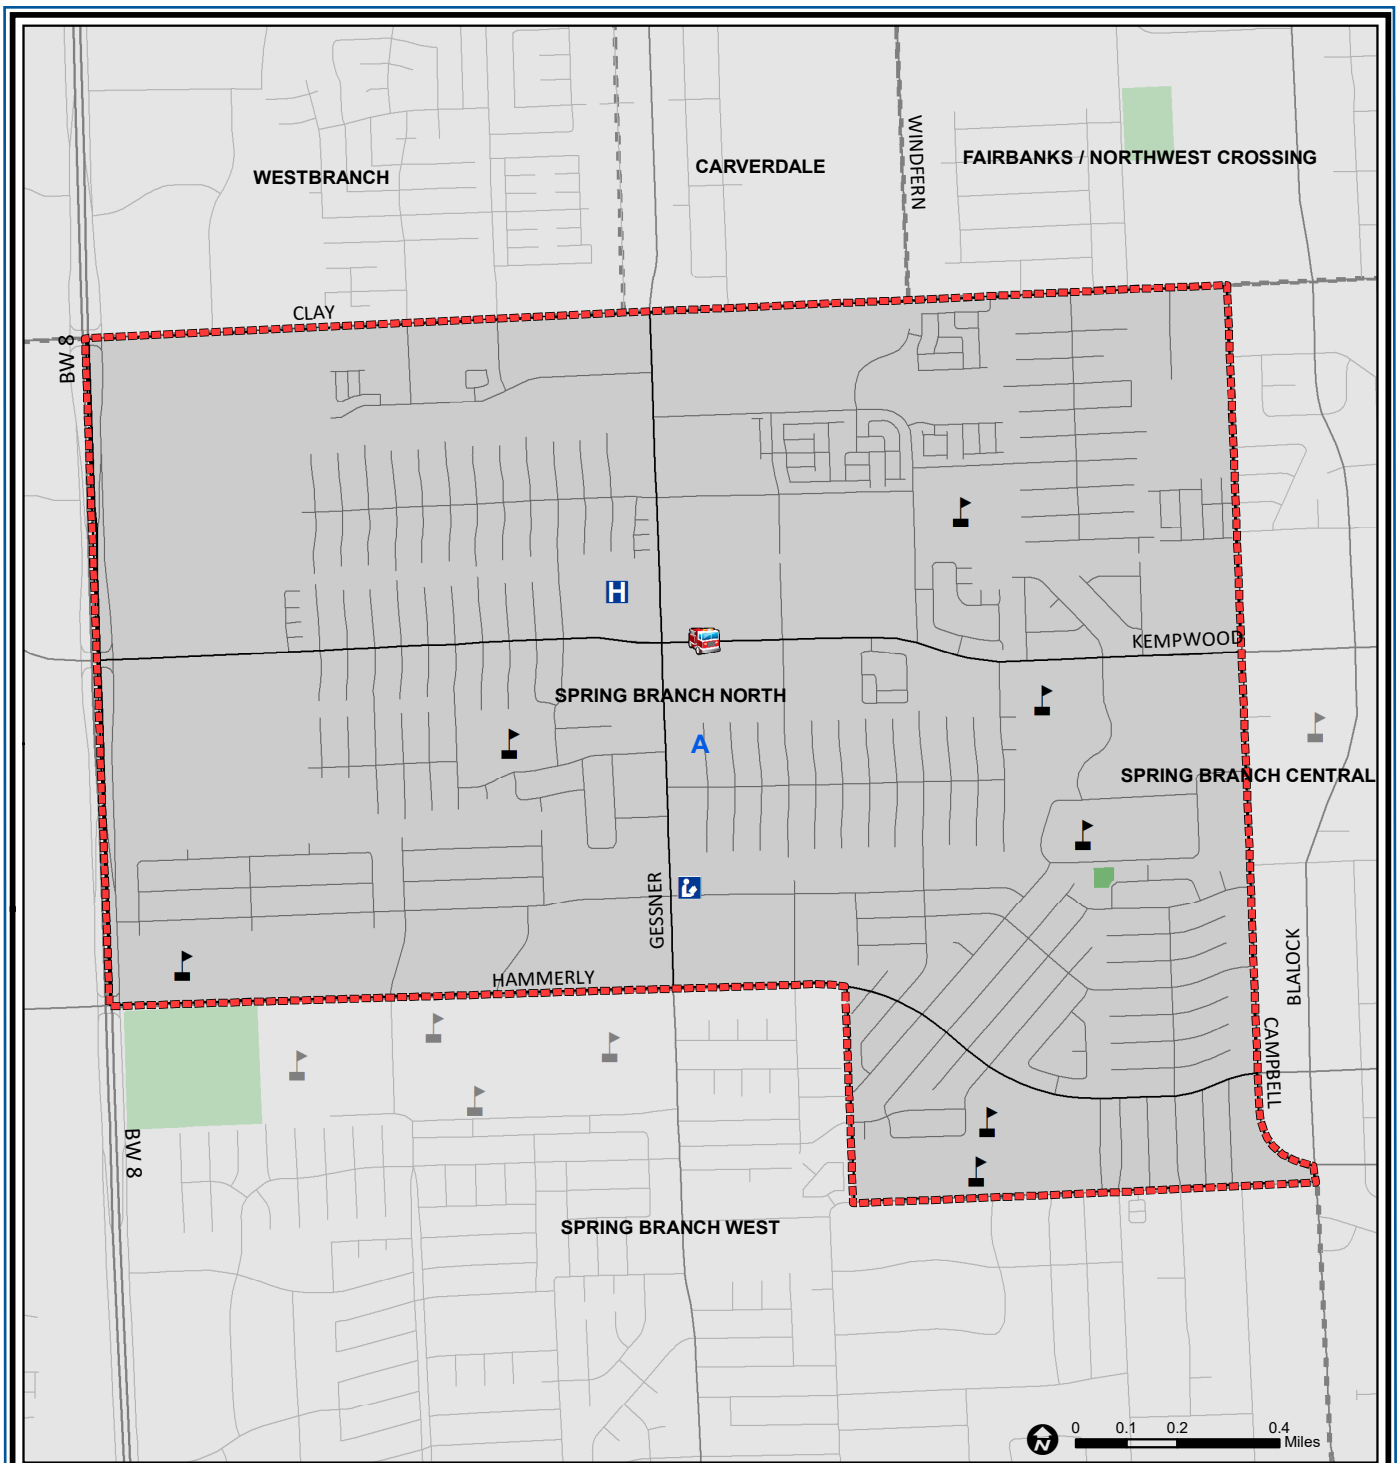 WINDFERN
FAIRBANKS / NORTHWEST CROSSING
CARVERDALE
WESTBRANCH
CLAY
BW 8
H
KEMPWOOD
SPRING BRANCH NORTH
A
SPRING BRANCH CENTRAL
GESSNER
HAMMERLY
BLALOCK
CAMPBELL
BW 8
SPRING BRANCH WEST
N
0 0.1 0.2 0.4
Miles